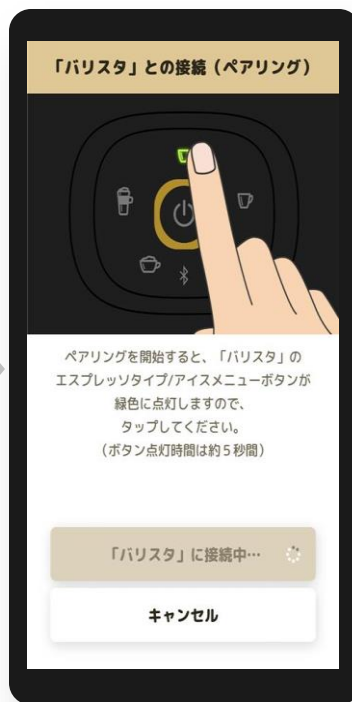 「バリスタ」との接続（ペアリング）
ペアリングを開始すると、「バリスタ」の
エスプレッソタイプ/アイスメニューボタンが
緑色に点灯しますので、
タップしてください。
（ボタン点灯時間は約5秒間）
「バリスタ」に接続中…
キャンセル